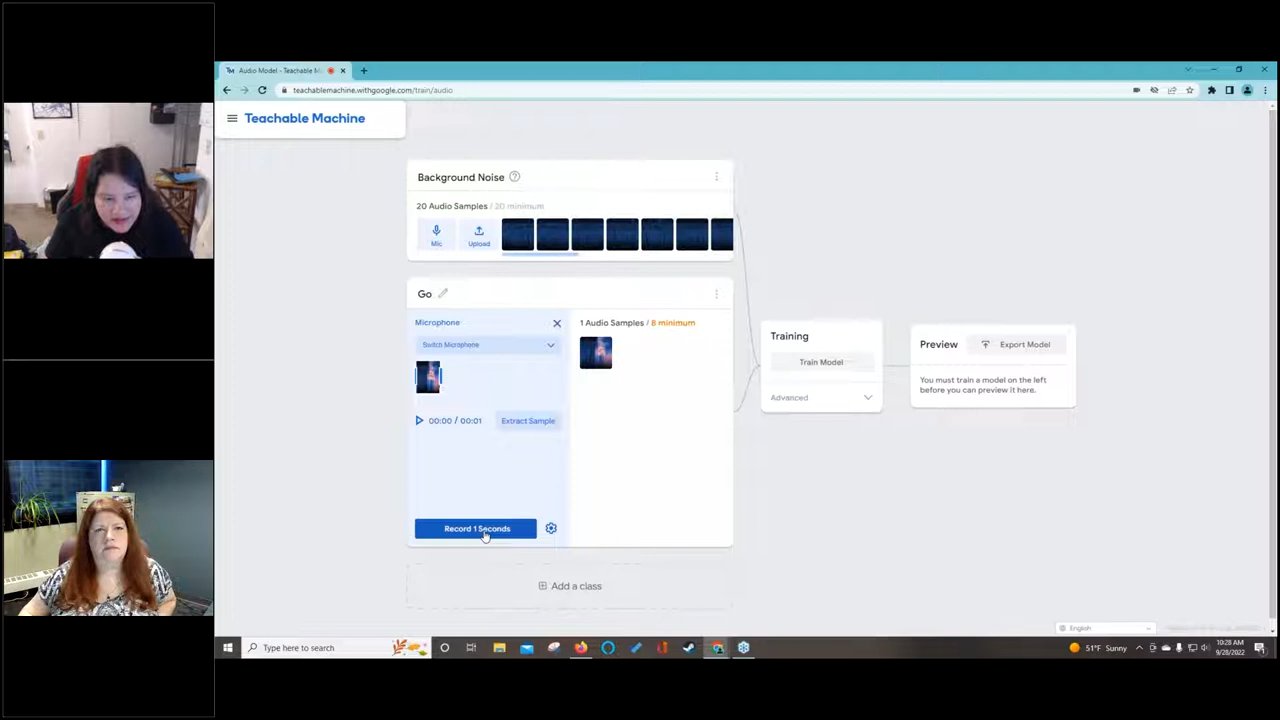 Audio Model - Teachable M
teachablemachine.withgoogle.com/train/audio
Teachable Machine
Background Noise
20 Audio Samples / 20 minimum
Mic
Upload
Go
Microphone
Switch Microphone
00:00 / 00:01
Extract Sample
Record 1 Seconds
1 Audio Samples / 8 minimum
Add a class
Training
Train Model
Advanced
Preview
Export Model
You must train a model on the left
before you can preview it here.
English
Type here to search
51°F Sunny
10:28 AM
9/28/2022